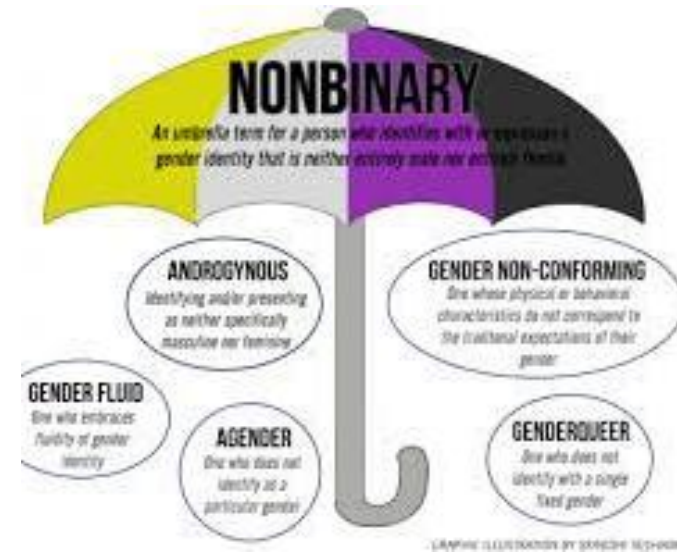 NONBINARY
An umbrella term for a person who identifies with or expresses a
gender identity that is neither entirely male nor entirely female
ANDROGYNOUS
Identifying and/or presenting
as neither specifically
masculine nor feminine
GENDER NON-CONFORMING
One whose physical or behavioral
characteristics do not correspond to
the traditional expectations of their
gender
GENDER FLUID
One who embraces
fluidity of gender
identity
AGENDER
One who does not
identify as a
particular gender
GENDERQUEER
One who does not
identify with a single
fixed gender
GRAPHIC ILLUSTRATION BY